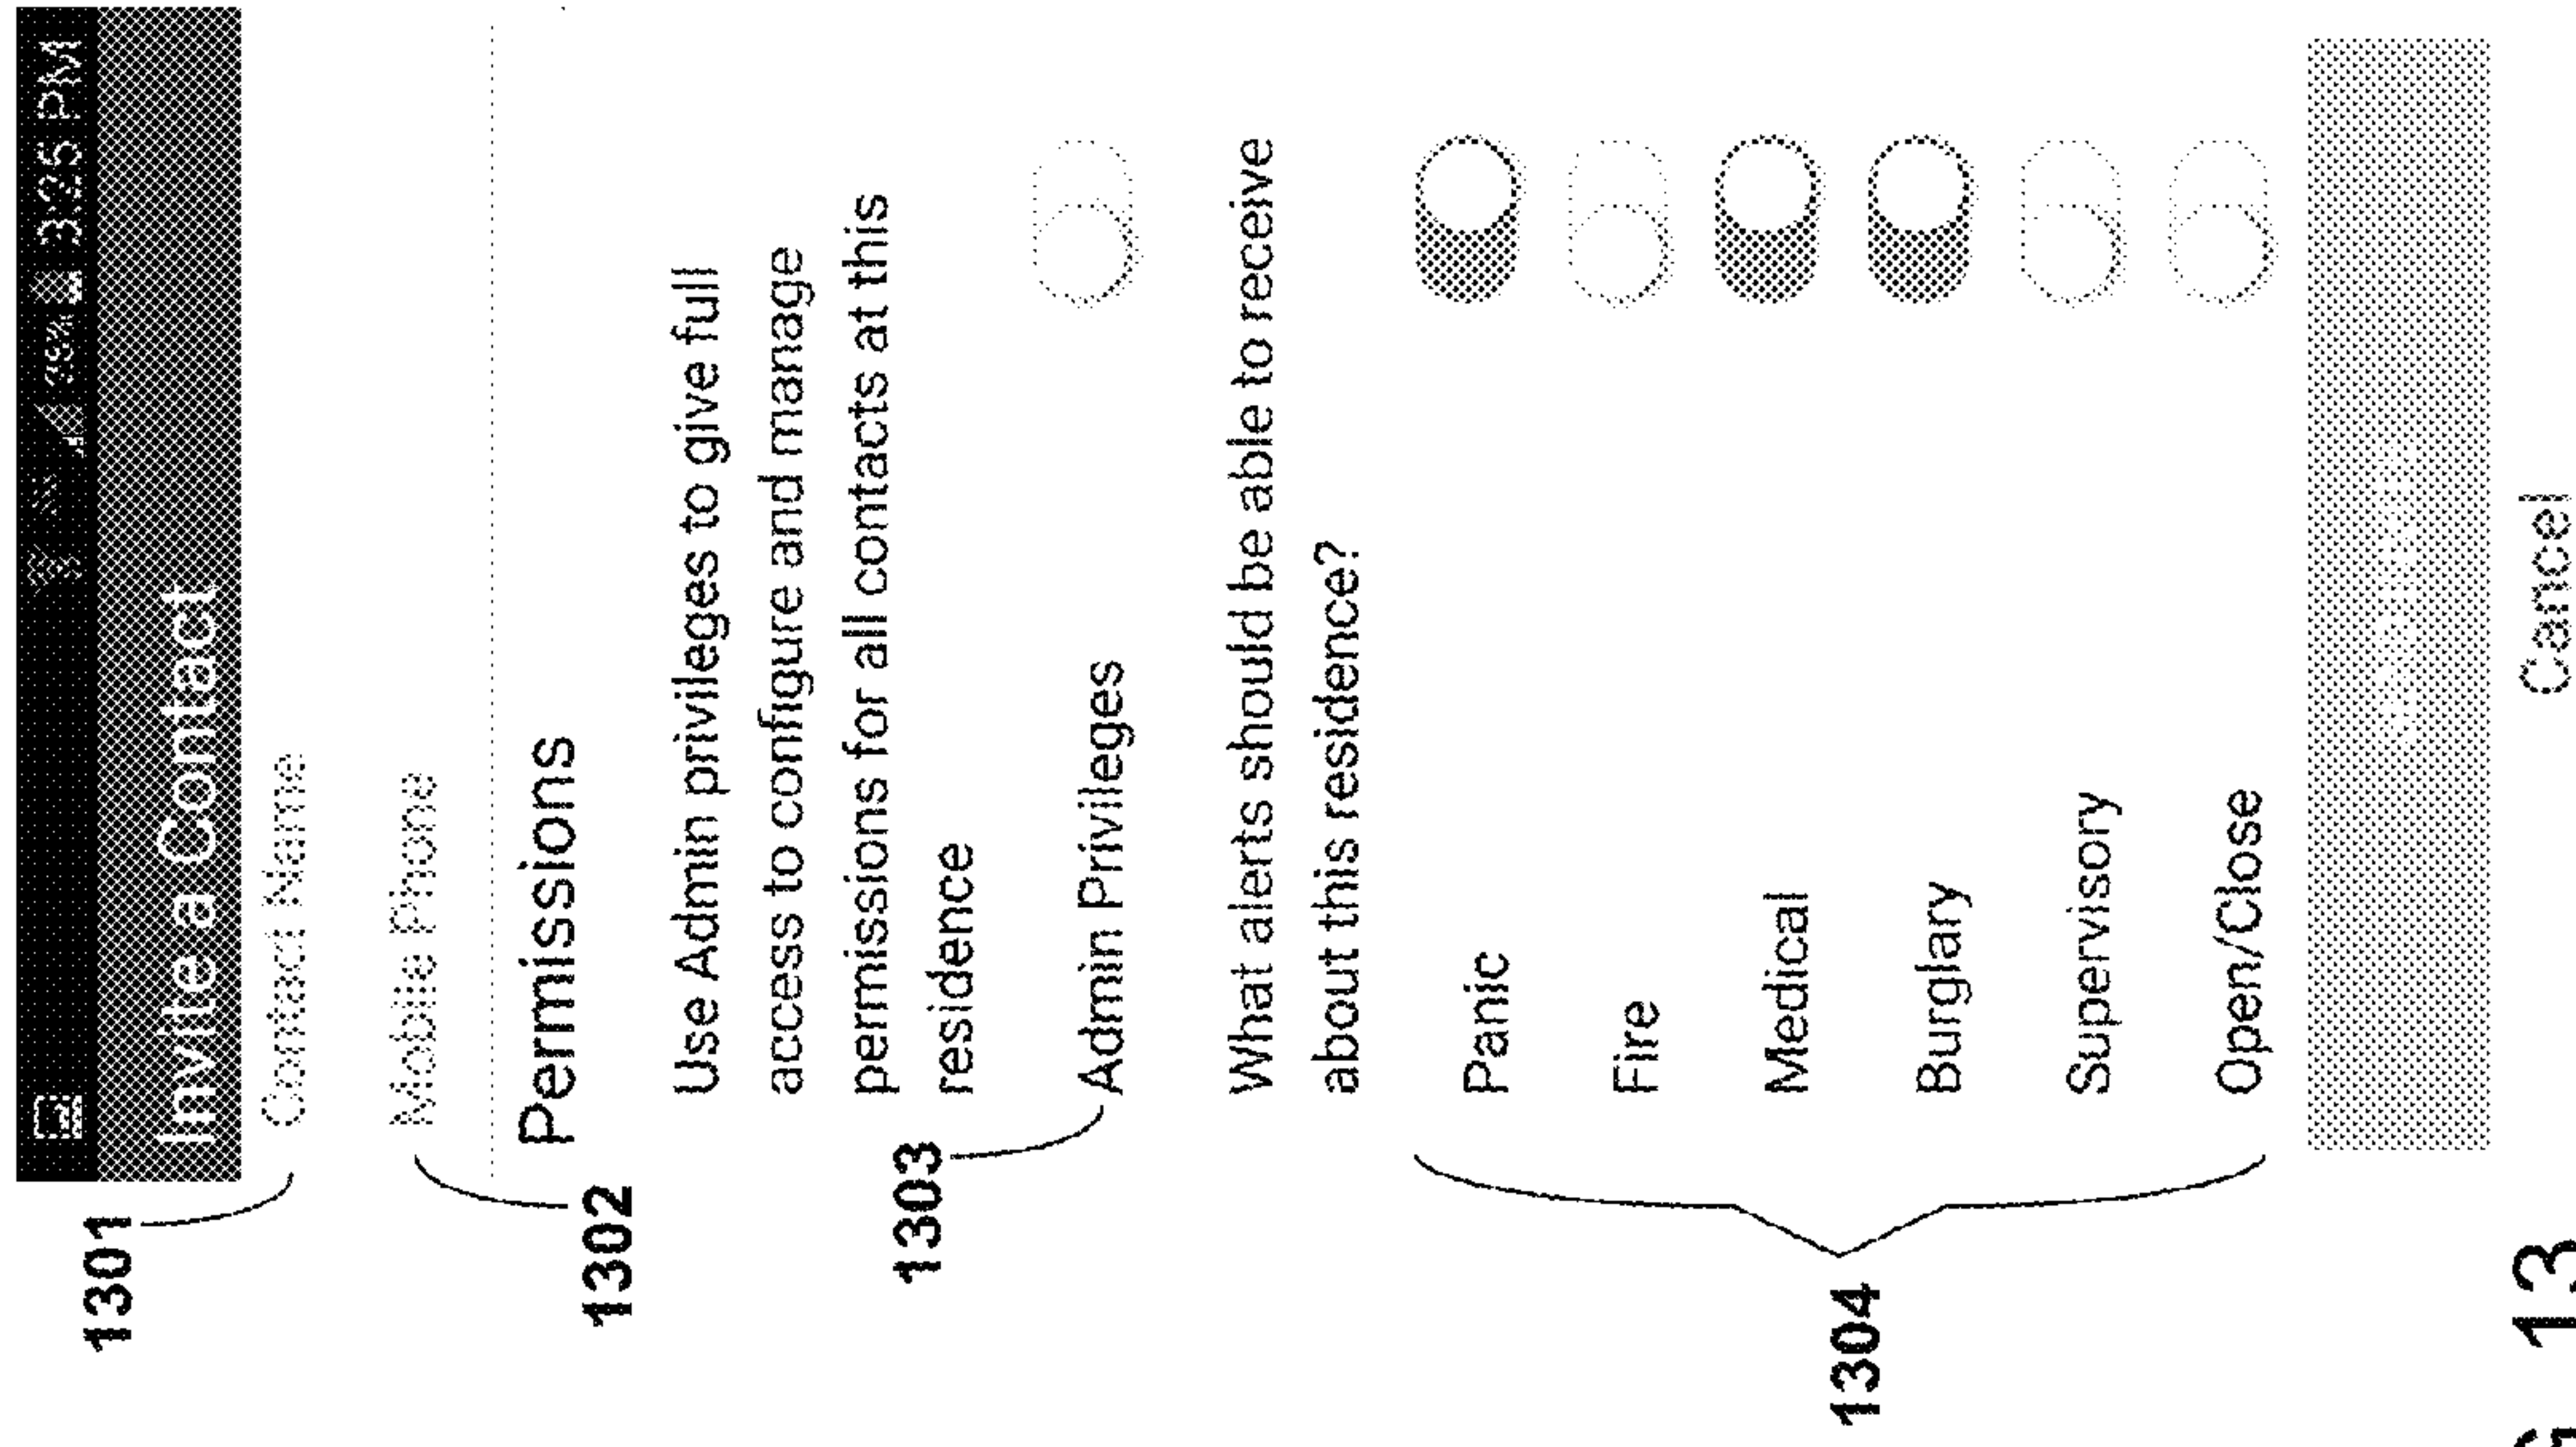 3:25 PM
Invite a Contact
1301
Contact Name
Mobile Phone
1302
Permissions
Use Admin privileges to give full
access to configure and manage
permissions for all contacts at this
residence
1303
Admin Privileges
What alerts should be able to receive
about this residence?
Panic
Fire
Medical
Burglary
Supervisory
Open/Close
1304
Cancel
13